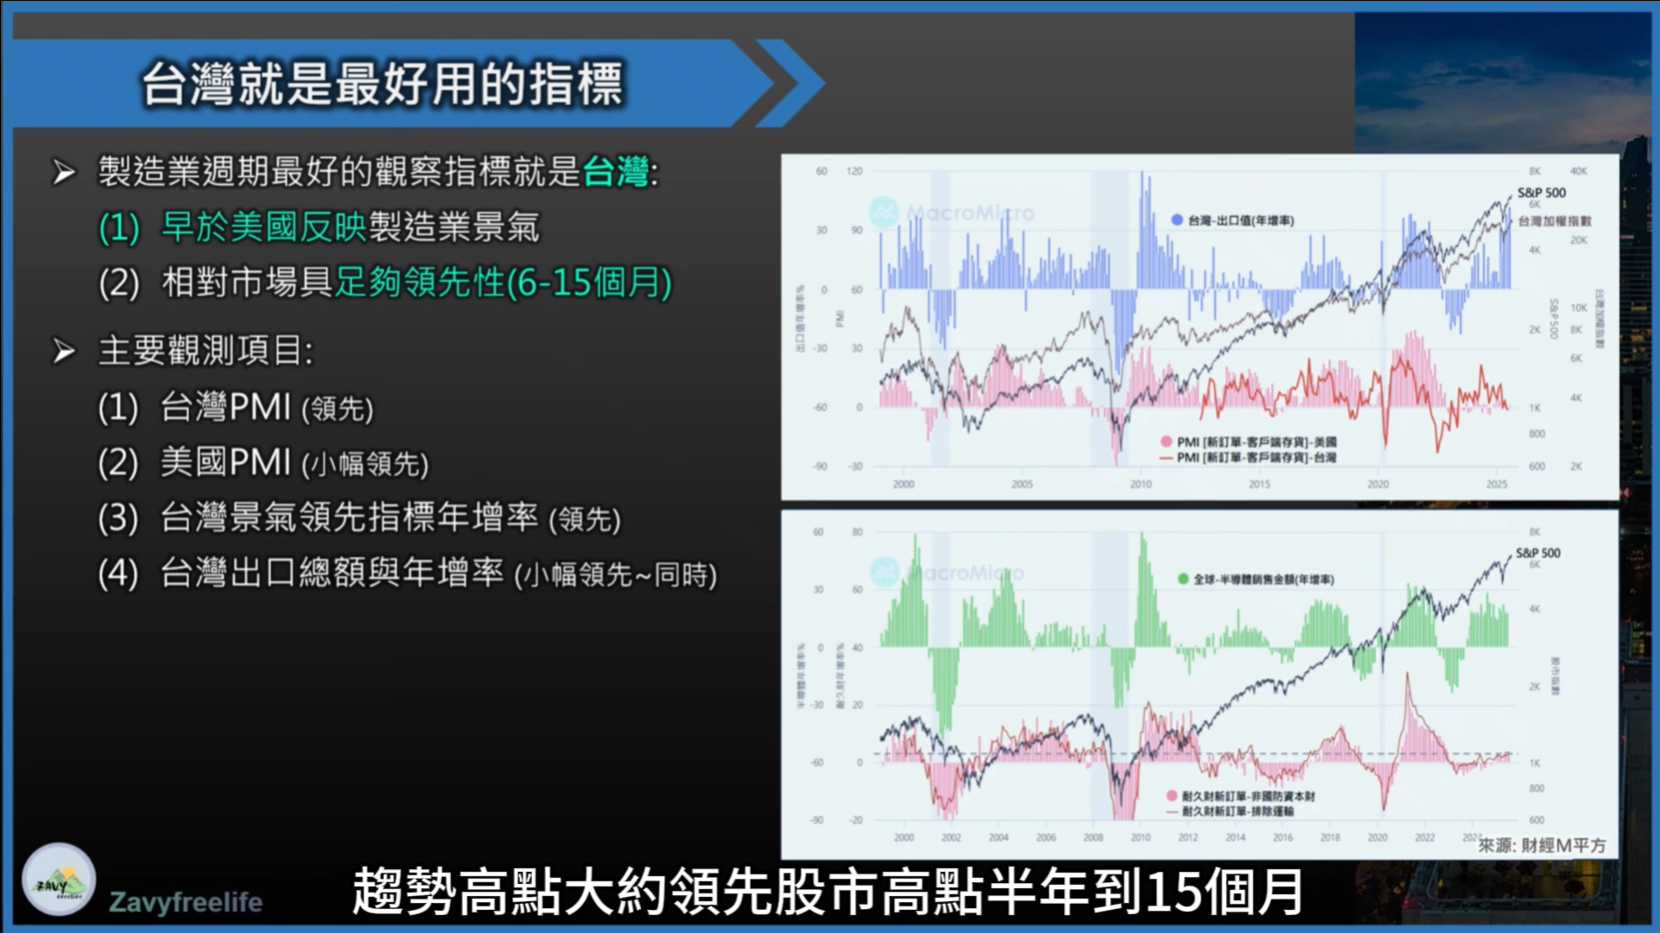 台灣就是最好用的指標
➢ 製造業週期最好的觀察指標就是台灣:
(1) 早於美國反映製造業景氣
(2) 相對市場具足夠領先性(6-15個月)
➢ 主要觀測項目:
(1) 台灣PMI (領先)
(2) 美國PMI (小幅領先)
(3) 台灣景氣領先指標年增率 (領先)
(4) 台灣出口總額與年增率 (小幅領先~同時)
60 120 8K 40K
MacroMicro
台灣-出口值(年增率)
S&P 500
6K
台灣加權指數
30 90 4K 20K
0 60 10K
出口值年增率%
PMI
S&P500
台灣加權指數
-30 30 2K 8K
6K
-60 0 1K 4K
800
PMI [新訂單-客戶端存貨]-美國
PMI [新訂單-客戶端存貨]-台灣
-90 -30 600 2K
2000 2005 2010 2015 2020 2025
60 80 8K
MacroMicro
全球-半導體銷售金額(年增率)
S&P 500
6K
30 60 4K
0 40
半導體年增率%
耐久財年增率%
股市指數
-30 20 2K
-60 0 1K
800
耐久財新訂單-非國防資本財
耐久財新訂單-排除運輸
-90 -20 600
2000 2002 2004 2006 2008 2010 2012 2014 2016 2018 2020 2022
來源: 財經M平方
ZAVY
freelife
Zavyfreelife
趨勢高點大約領先股市高點半年到15個月